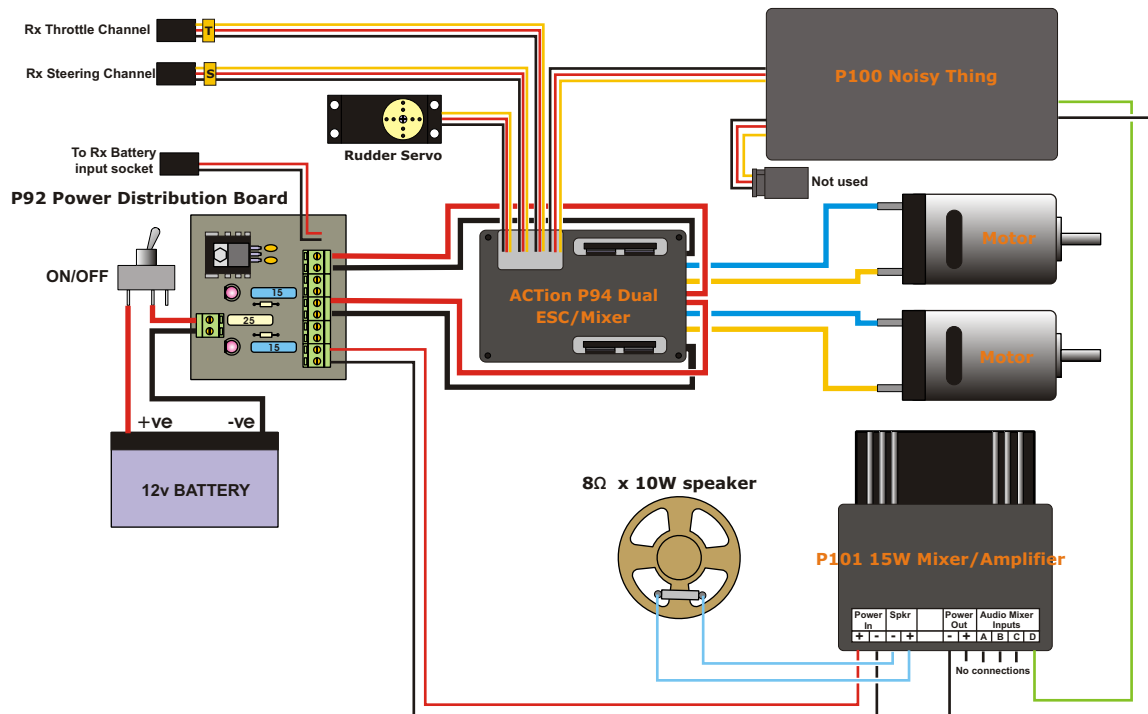 Rx Throttle Channel
T
Rx Steering Channel
S
P100 Noisy Thing
Rudder Servo
To Rx Battery
input socket
Not used
P92 Power Distribution Board
ON/OFF
15
25
15
ACTion P94 Dual
ESC/Mixer
Motor
Motor
+ve
-ve
12v BATTERY
8Ω x 10W speaker
P101 15W Mixer/Amplifier
Power
In
Spkr
Power
Out
Audio Mixer
Inputs
+ - - + - + A B C D
No connections